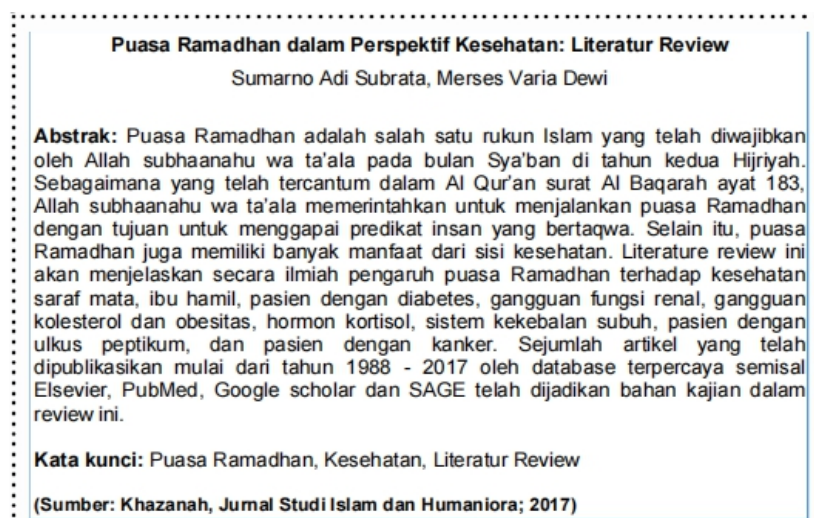 Puasa Ramadhan dalam Perspektif Kesehatan: Literatur Review
Sumarno Adi Subrata, Merses Varia Dewi
Abstrak: Puasa Ramadhan adalah salah satu rukun Islam yang telah diwajibkan
oleh Allah subhaanahu wa ta'ala pada bulan Sya'ban di tahun kedua Hijriyah.
Sebagaimana yang telah tercantum dalam Al Qur'an surat Al Baqarah ayat 183,
Allah subhaanahu wa ta'ala memerintahkan untuk menjalankan puasa Ramadhan
dengan tujuan untuk menggapai predikat insan yang bertaqwa. Selain itu, puasa
Ramadhan juga memiliki banyak manfaat dari sisi kesehatan. Literature review ini
akan menjelaskan secara ilmiah pengaruh puasa Ramadhan terhadap kesehatan
saraf mata, ibu hamil, pasien dengan diabetes, gangguan fungsi renal, gangguan
kolesterol dan obesitas, hormon kortisol, sistem kekebalan subuh, pasien dengan
ulkus peptikum, dan pasien dengan kanker. Sejumlah artikel yang telah
dipublikasikan mulai dari tahun 1988 - 2017 oleh database terpercaya semisal
Elsevier, PubMed, Google scholar dan SAGE telah dijadikan bahan kajian dalam
review ini.
Kata kunci: Puasa Ramadhan, Kesehatan, Literatur Review
(Sumber: Khazanah, Jurnal Studi Islam dan Humaniora; 2017)